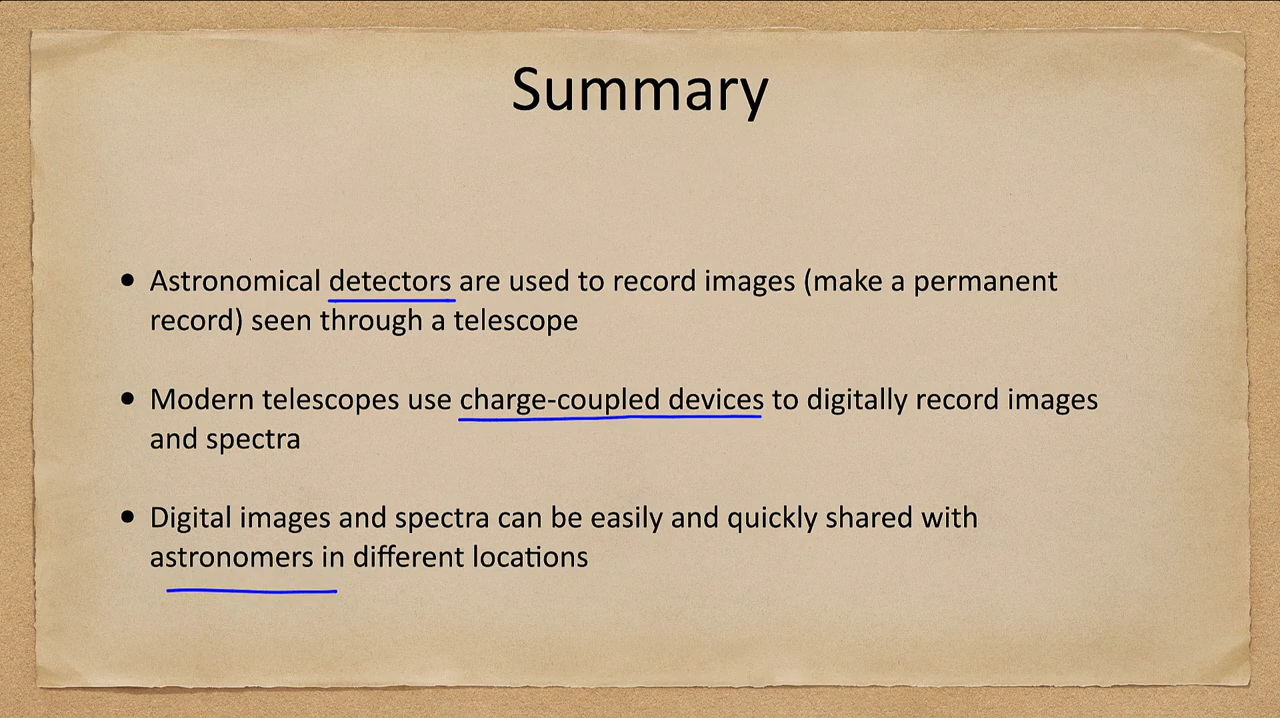 Summary
• Astronomical detectors are used to record images (make a permanent
record) seen through a telescope
• Modern telescopes use charge-coupled devices to digitally record images
and spectra
• Digital images and spectra can be easily and quickly shared with
astronomers in different locations